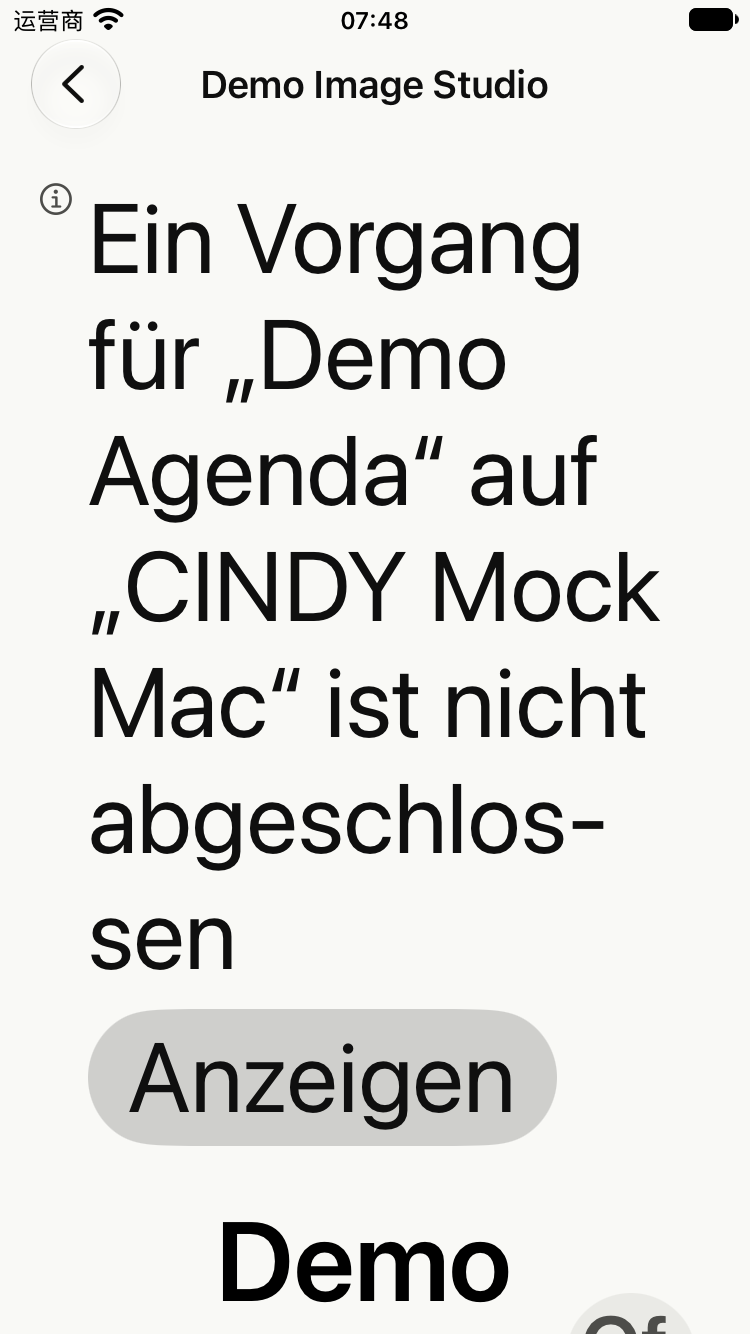 运营商
07:48
Demo Image Studio
Ein Vorgang
für „Demo
Agenda“ auf
„CINDY Mock
Mac“ ist nicht
abgeschlos-
sen
Anzeigen
Demo